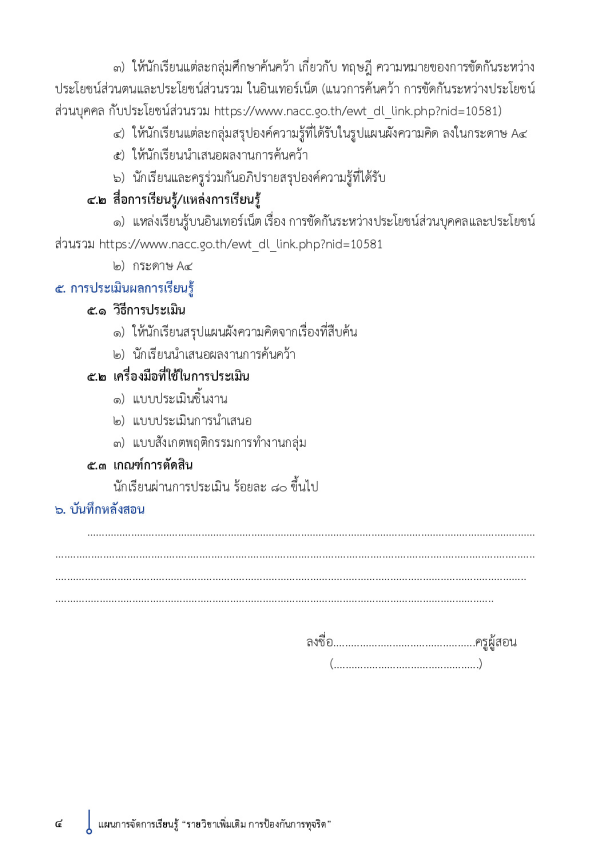 ๓) ให้นักเรียนแต่ละกลุ่มศึกษาค้นคว้า เกี่ยวกับ ทฤษฎี ความหมายของการขัดกันระหว่าง
ประโยชน์ส่วนตนและประโยชน์ส่วนรวม ในอินเทอร์เน็ต (แนวการค้นคว้า การขัดกันระหว่างประโยชน์
ส่วนบุคคล กับประโยชน์ส่วนรวม https://www.nacc.go.th/ewt_dl_link.php?nid=10581)
๔) ให้นักเรียนแต่ละกลุ่มสรุปองค์ความรู้ที่ได้รับในรูปแผนผังความคิด ลงในกระดาษ A๔
๕) ให้นักเรียนนำเสนอผลงานการค้นคว้า
๖) นักเรียนและครูร่วมกันอภิปรายสรุปองค์ความรู้ที่ได้รับ
๔.๒ สื่อการเรียนรู้/แหล่งการเรียนรู้
๑) แหล่งเรียนรู้บนอินเทอร์เน็ต เรื่อง การขัดกันระหว่างประโยชน์ส่วนบุคคลและประโยชน์
ส่วนรวม https://www.nacc.go.th/ewt_dl_link.php?nid=10581
๒) กระดาษ A๔
๕. การประเมินผลการเรียนรู้
๕.๑ วิธีการประเมิน
๑) ให้นักเรียนสรุปแผนผังความคิดจากเรื่องที่สืบค้น
๒) นักเรียนนำเสนอผลงานการค้นคว้า
๕.๒ เครื่องมือที่ใช้ในการประเมิน
๑) แบบประเมินชิ้นงาน
๒) แบบประเมินการนำเสนอ
๓) แบบสังเกตพฤติกรรมการทำงานกลุ่ม
๕.๓ เกณฑ์การตัดสิน
นักเรียนผ่านการประเมิน ร้อยละ ๘๐ ขึ้นไป
๖. บันทึกหลังสอน
................................................................................
................................................................................
................................................................................
................................................................................
ลงชื่อ................................................ครูผู้สอน
(.................................................)
๔ แผนการจัดการเรียนรู้ “รายวิชาเพิ่มเติม การป้องกันการทุจริต”